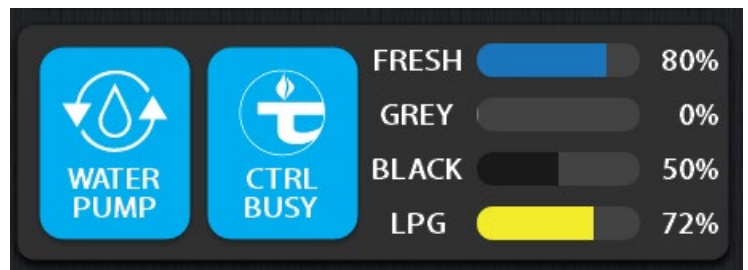 WATER
PUMP
CTRL
BUSY
FRESH 80%
GREY 0%
BLACK 50%
LPG 72%